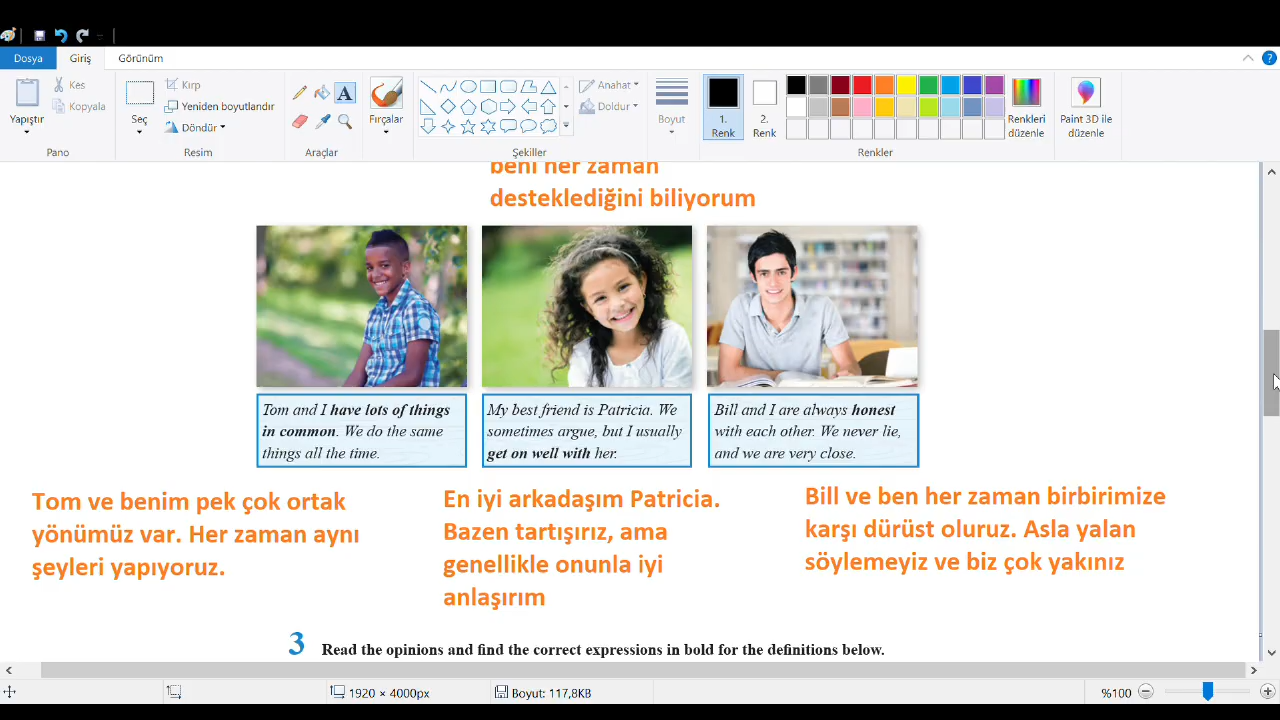 Dosya Giriş Görünüm
Yapıştır
Kes
Kopyala
Pano
Seç
Kırp
Yeniden boyutlandır
Döndür
Resim
Araçlar
Fırçalar
Anahat
Doldur
Şekiller
Boyut
1.
Renk
2.
Renk
Renkleri
düzenle
Renkler
Paint 3D ile
düzenle
beni her zaman
desteklediğini biliyorum
Tom and I have lots of things
in common. We do the same
things all the time.
My best friend is Patricia. We
sometimes argue, but I usually
get on well with her.
Bill and I are always honest
with each other. We never lie,
and we are very close.
Tom ve benim pek çok ortak
yönümüz var. Her zaman aynı
şeyleri yapıyoruz.
En iyi arkadaşım Patricia.
Bazen tartışırız, ama
genellikle onunla iyi
anlaşırım
Bill ve ben her zaman birbirimize
karşı dürüst oluruz. Asla yalan
söylemeyiz ve biz çok yakınız
3 Read the opinions and find the correct expressions in bold for the definitions below.
1920 × 4000px
Boyut: 117,8KB
%100